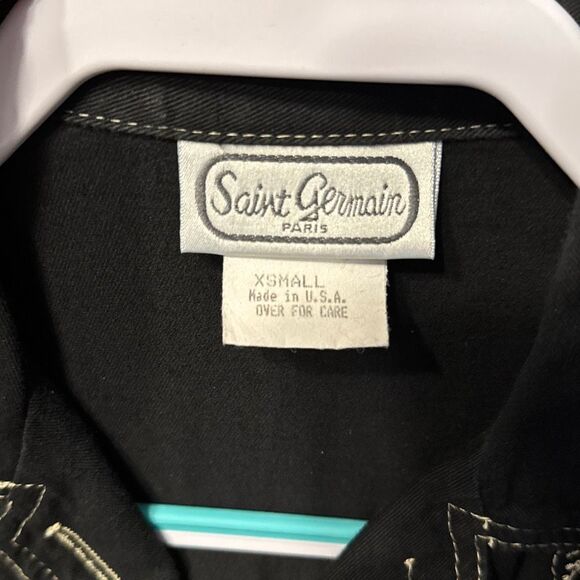 Saint Germain
PARIS
XSMALL
Made in U.S.A.
OVER FOR CARE